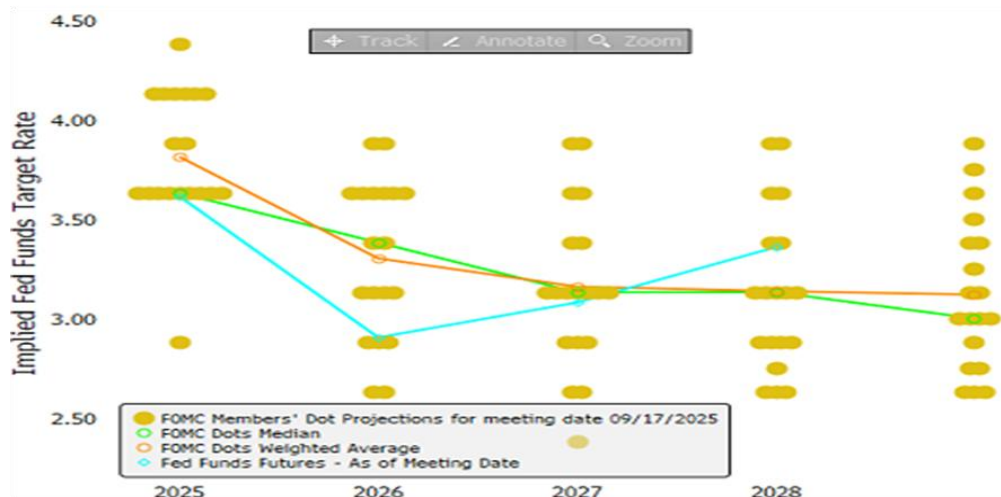 4.50
Track Annotate Zoom
4.00
3.50
3.00
2.50
Implied Fed Funds Target Rate
FOMC Members' Dot Projections for meeting date 09/17/2025
FOMC Dots Median
FOMC Dots Weighted Average
Fed Funds Futures - As of Meeting Date
2025 2026 2027 2028